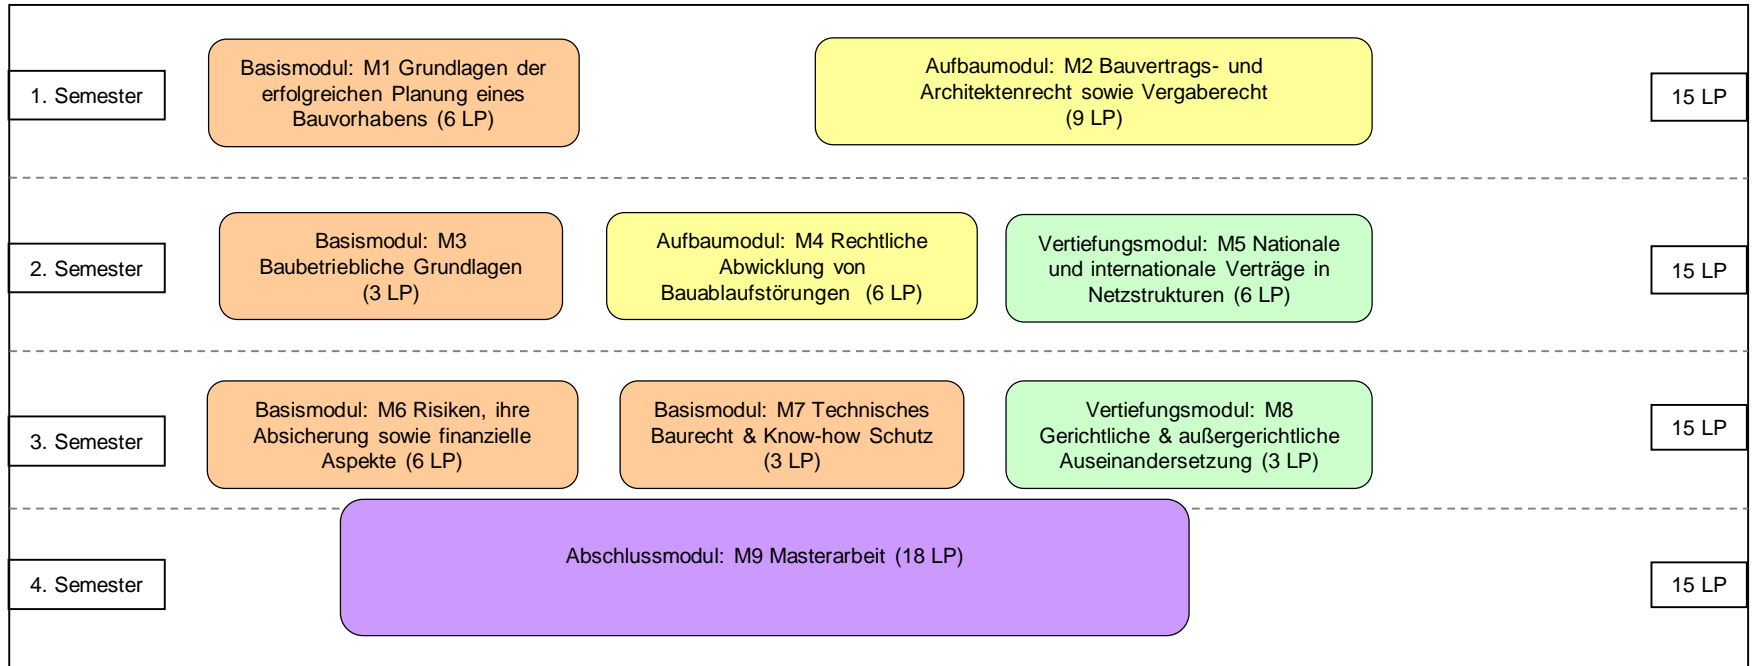 1. Semester
Basismodul: M1 Grundlagen der
erfolgreichen Planung eines
Bauvorhabens (6 LP)
Aufbaumodul: M2 Bauvertrags- und
Architektenrecht sowie Vergaberecht
(9 LP)
15 LP
2. Semester
Basismodul: M3
Baubetriebliche Grundlagen
(3 LP)
Aufbaumodul: M4 Rechtliche
Abwicklung von
Bauablaufstörungen (6 LP)
Vertiefungsmodul: M5 Nationale
und internationale Verträge in
Netzstrukturen (6 LP)
15 LP
3. Semester
Basismodul: M6 Risiken, ihre
Absicherung sowie finanzielle
Aspekte (6 LP)
Basismodul: M7 Technisches
Baurecht & Know-how Schutz
(3 LP)
Vertiefungsmodul: M8
Gerichtliche & außergerichtliche
Auseinandersetzung (3 LP)
15 LP
4. Semester
Abschlussmodul: M9 Masterarbeit (18 LP)
15 LP